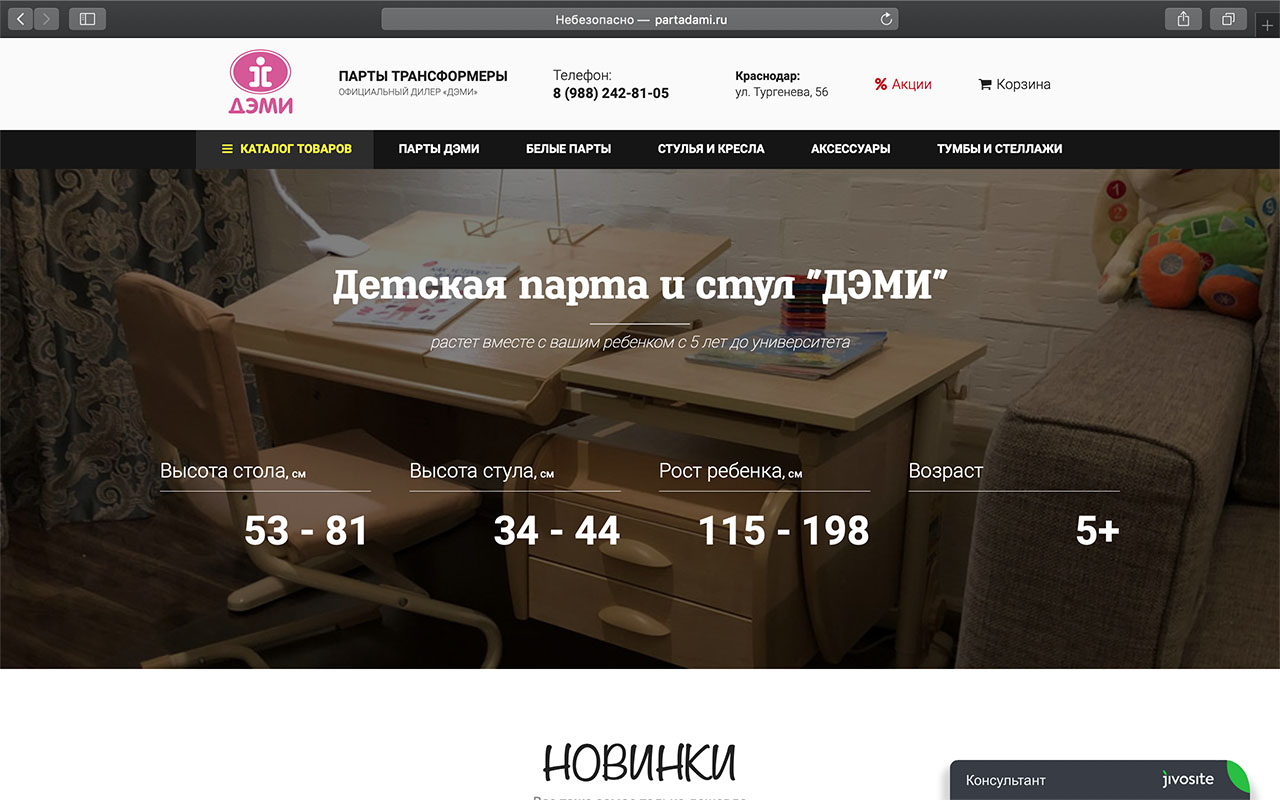 Небезопасно — partadami.ru
ДЭМИ
ПАРТЫ ТРАНСФОРМЕРЫ
ОФИЦИАЛЬНЫЙ ДИЛЕР «ДЭМИ»
Телефон:
8 (988) 242-81-05
Краснодар:
ул. Тургенева, 56
% Акции
Корзина
КАТАЛОГ ТОВАРОВ
ПАРТЫ ДЭМИ
БЕЛЫЕ ПАРТЫ
СТУЛЬЯ И КРЕСЛА
АКСЕССУАРЫ
ТУМБЫ И СТЕЛЛАЖИ
1
2
3
Детская парта и стул "ДЭМИ"
растет вместе с вашим ребенком с 5 лет до университета
Высота стола, см
53 - 81
Высота стула, см
34 - 44
Рост ребенка, см
115 - 198
Возраст
5+
НОВИНКИ
Консультант
jivosite